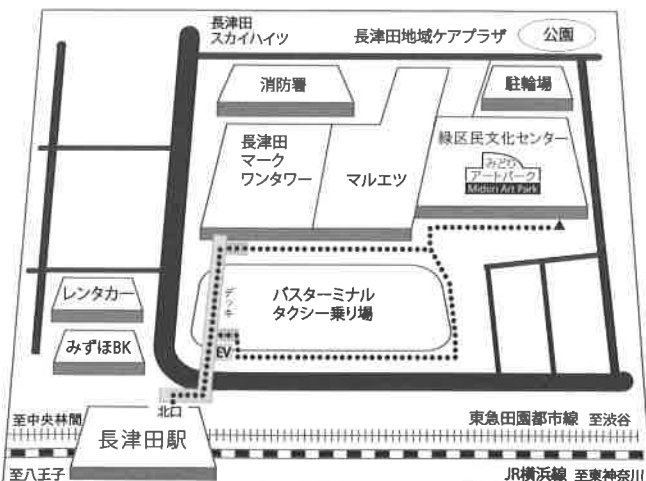 長津田
スカイハイツ
長津田地域ケアプラザ
公園
消防署
駐輪場
長津田
マーク
ワンタワー
マルエツ
緑区民文化センター
みどり
アートパーク
Midori Art Park
レンタカー
デッキ
バスターミナル
タクシー乗り場
みずほBK
EV
北口
至中央林間
東急田園都市線 至渋谷
長津田駅
至八王子
JR横浜線 至東神奈川